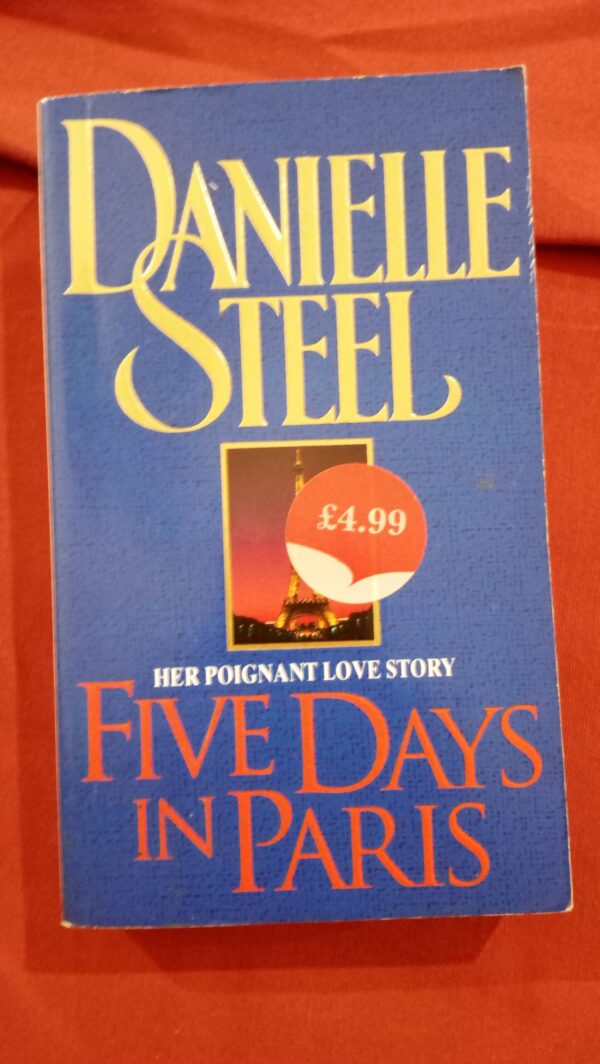 DANIELLE
STEEL
£4.99
HER POIGNANT LOVE STORY
FIVE DAYS
IN PARIS